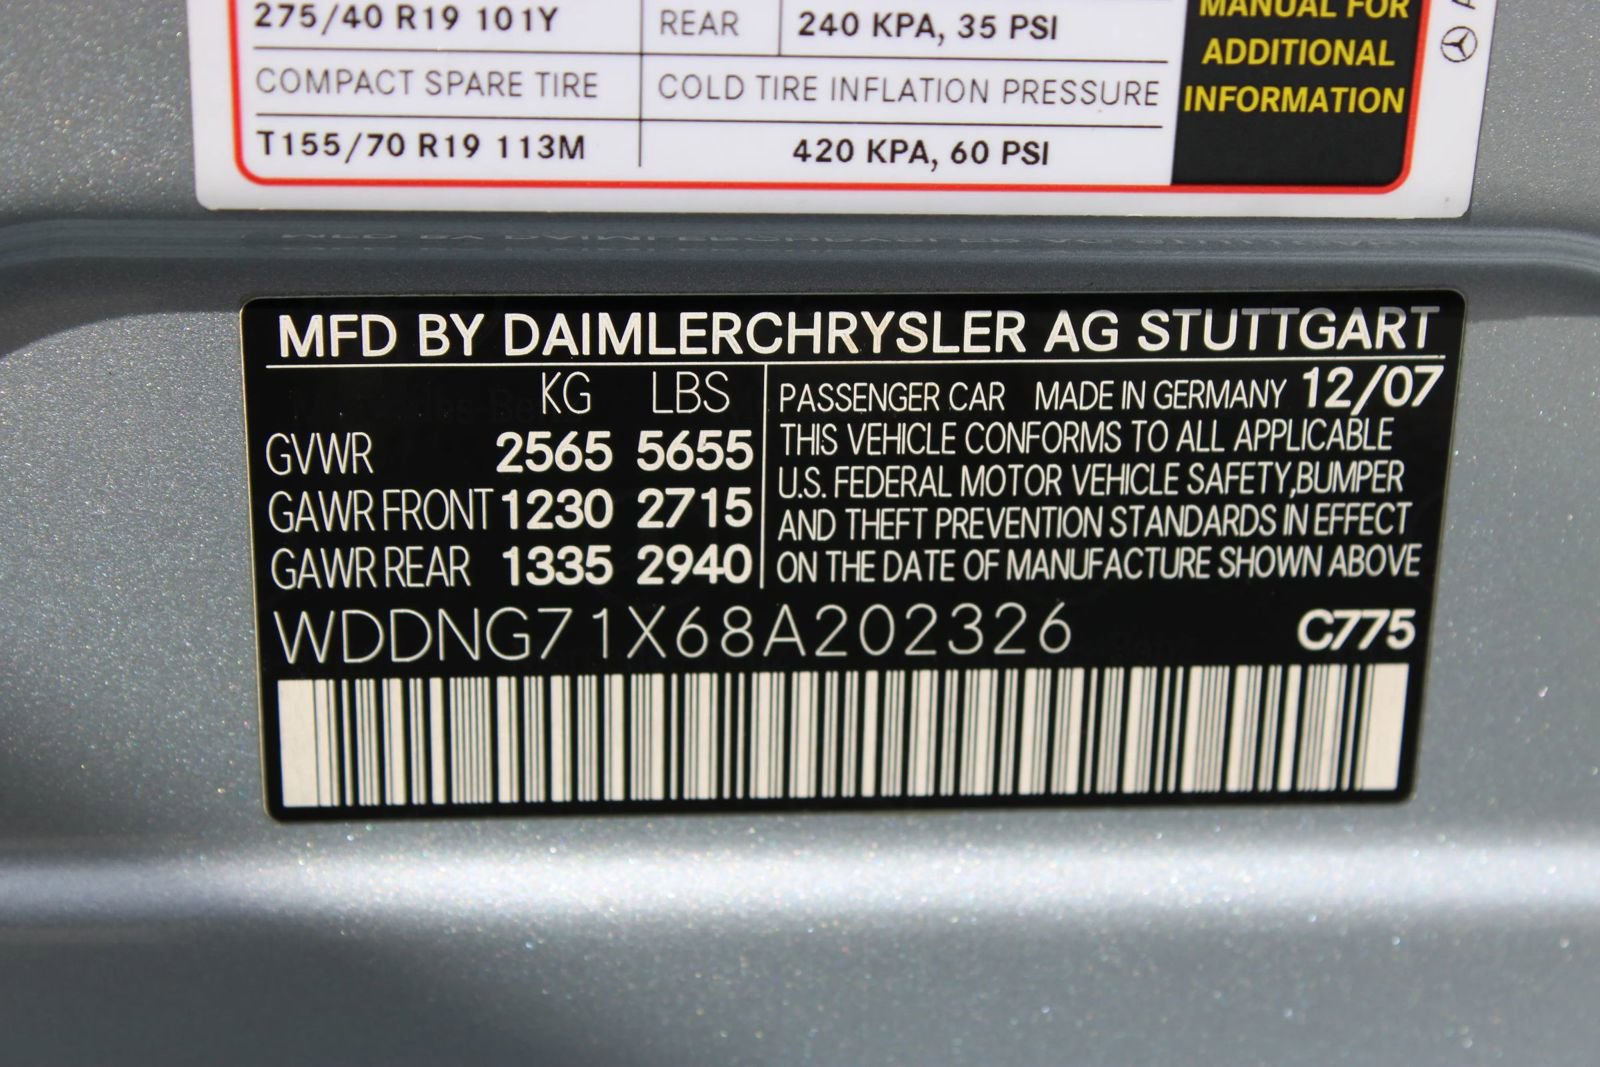 275/40 R19 101Y REAR 240 KPA, 35 PSI
COMPACT SPARE TIRE COLD TIRE INFLATION PRESSURE
T155/70 R19 113M 420 KPA, 60 PSI
MANUAL FOR
ADDITIONAL
INFORMATION
A
MFD BY DAIMLERCHRYSLER AG STUTTGART
KG LBS
GVWR 2565 5655
GAWR FRONT 1230 2715
GAWR REAR 1335 2940
PASSENGER CAR MADE IN GERMANY 12/07
THIS VEHICLE CONFORMS TO ALL APPLICABLE
U.S. FEDERAL MOTOR VEHICLE SAFETY,BUMPER
AND THEFT PREVENTION STANDARDS IN EFFECT
ON THE DATE OF MANUFACTURE SHOWN ABOVE
WDDNG71X68A202326 C775